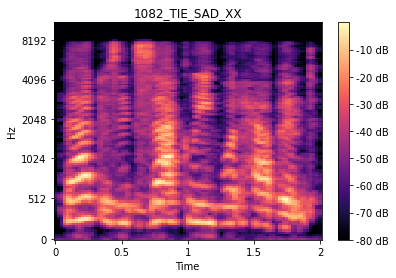 1082_TIE_SAD_XX
8192
4096
2048
1024
512
0
Hz
0
0.5
1
1.5
2
Time
-10 dB
-20 dB
-30 dB
-40 dB
-50 dB
-60 dB
-70 dB
-80 dB